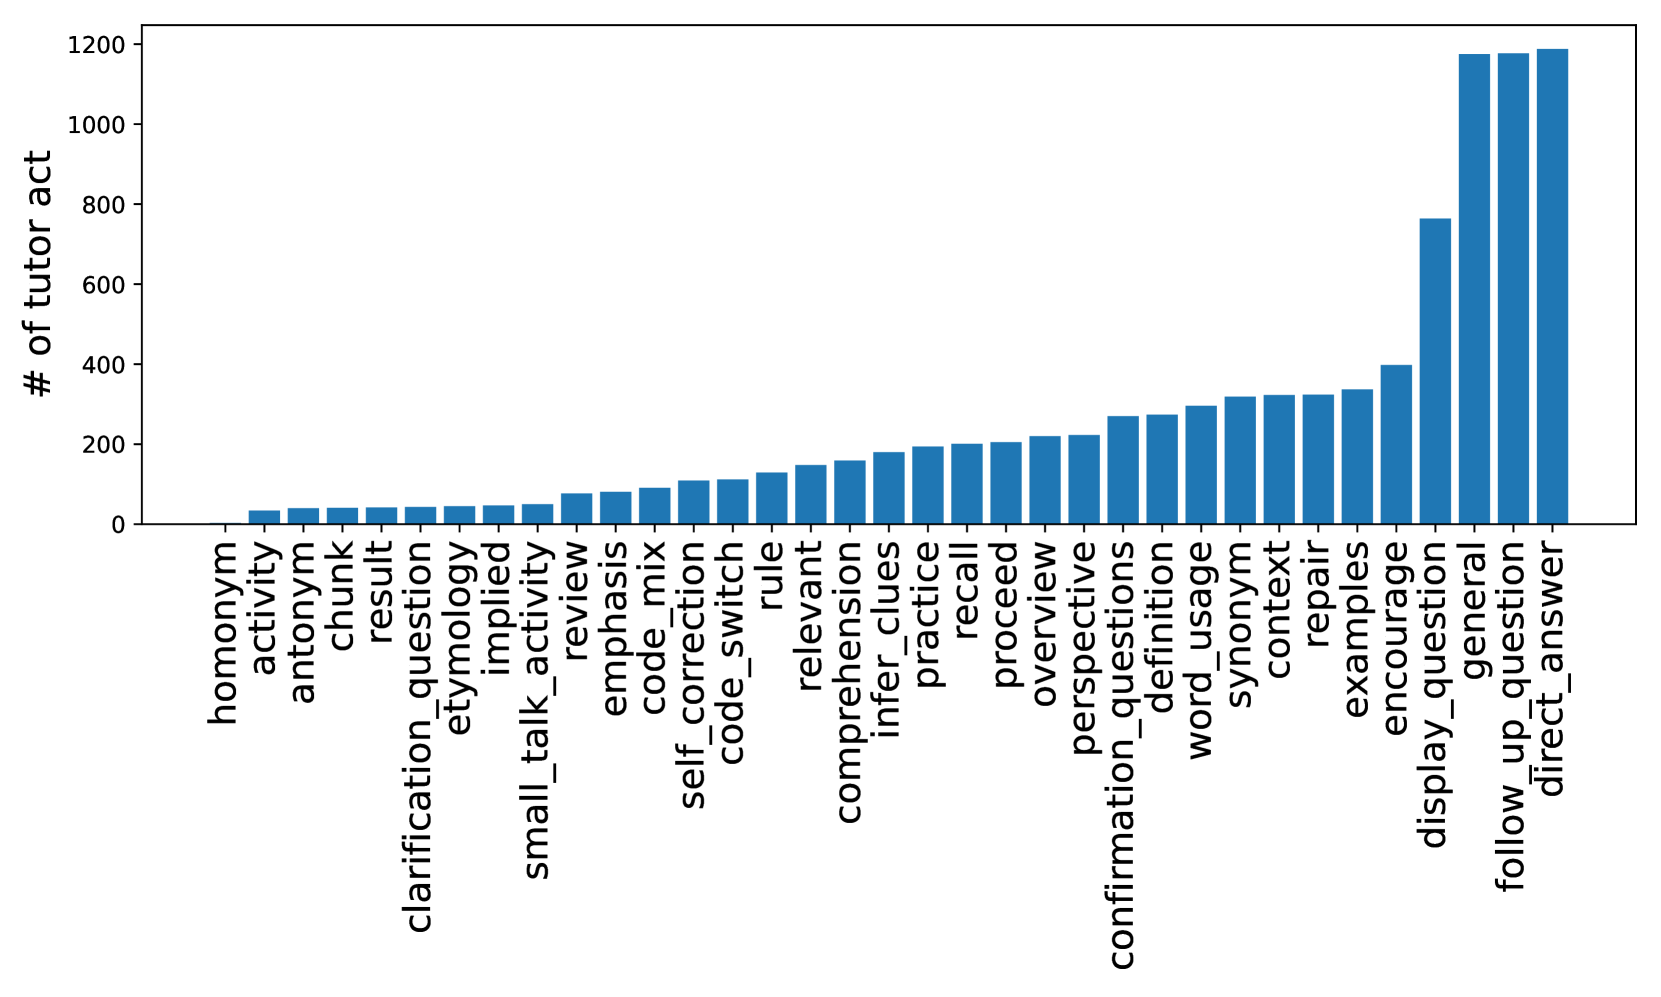 # of tutor act
1200
1000
800
600
400
200
0
homonym
activity
antonym
chunk
result
clarification_question
etymology
implied
small_talk_activity
review
emphasis
code_mix
self_correction
code_switch
rule
relevant
comprehension
infer_clues
practice
recall
proceed
overview
perspective
confirmation_questions
definition
word_usage
synonym
context
repair
examples
encourage
display_question
general
follow_up_question
direct_answer